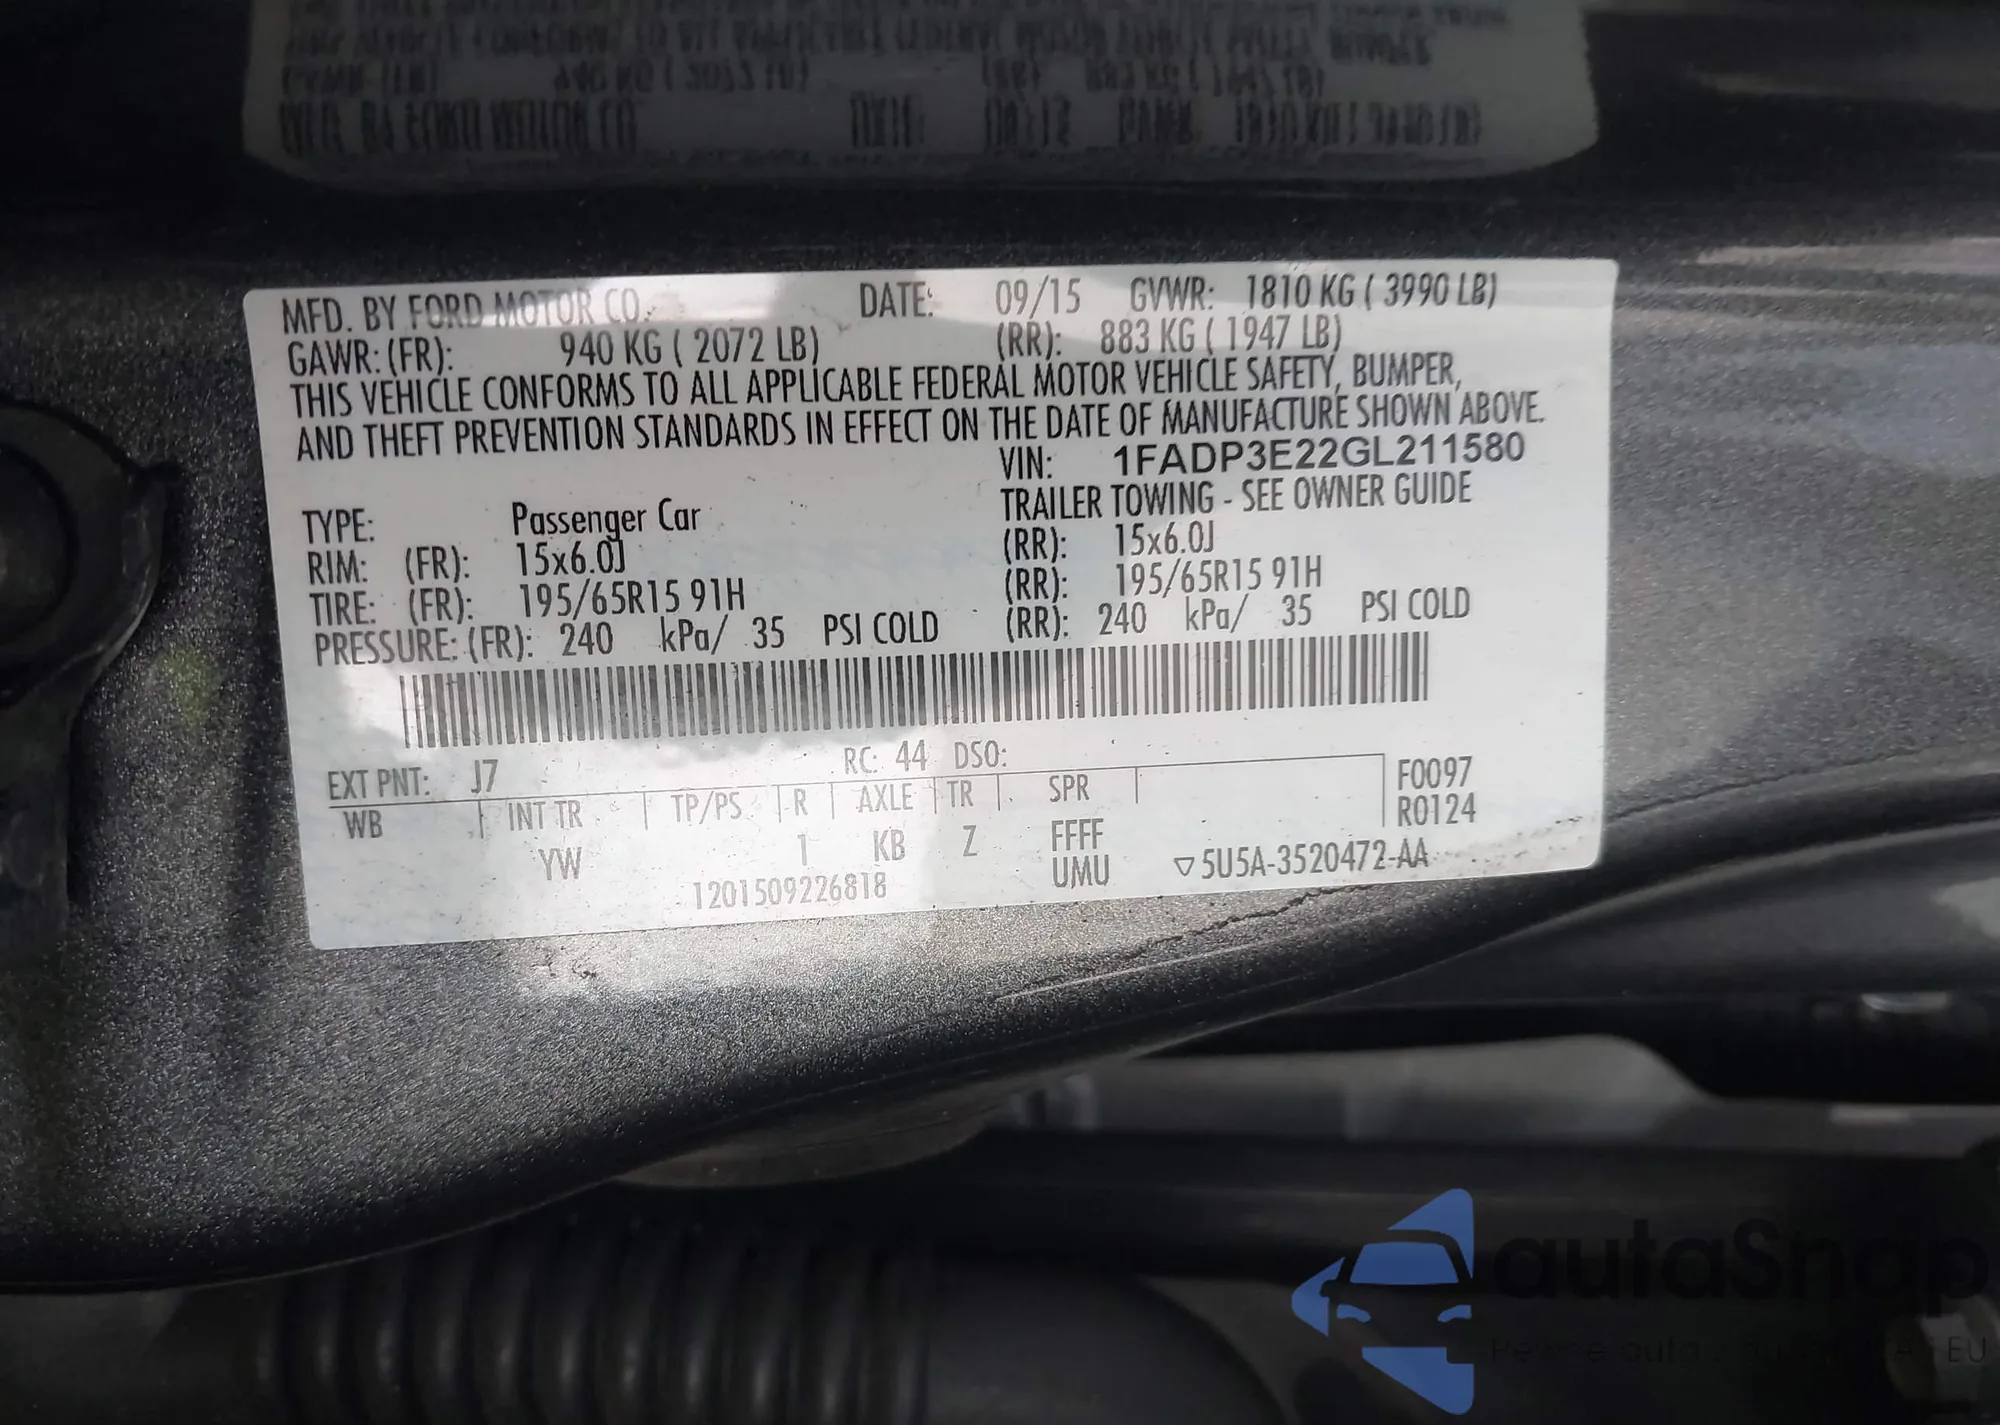 MFD. BY FORD MOTOR CO. DATE: 09/15 GVWR: 1810 KG ( 3990 LB)
GAWR: (FR): 940 KG ( 2072 LB) (RR): 883 KG ( 1947 LB)
THIS VEHICLE CONFORMS TO ALL APPLICABLE FEDERAL MOTOR VEHICLE SAFETY, BUMPER,
AND THEFT PREVENTION STANDARDS IN EFFECT ON THE DATE OF MANUFACTURE SHOWN ABOVE.
VIN: 1FADP3E22GL211580
TYPE: Passenger Car TRAILER TOWING - SEE OWNER GUIDE
RIM: (FR): 15x6.0J (RR): 15x6.0J
TIRE: (FR): 195/65R15 91H (RR): 195/65R15 91H
PRESSURE: (FR): 240 kPa/ 35 PSI COLD (RR): 240 kPa/ 35 PSI COLD
EXT PNT: J7 RC: 44 DSO: F0097
WB INT TR TP/PS R AXLE TR SPR R0124
YW 1 KB Z FFFF
1201509226818 UMU ▽5U5A-3520472-AA
autaSnap
EU